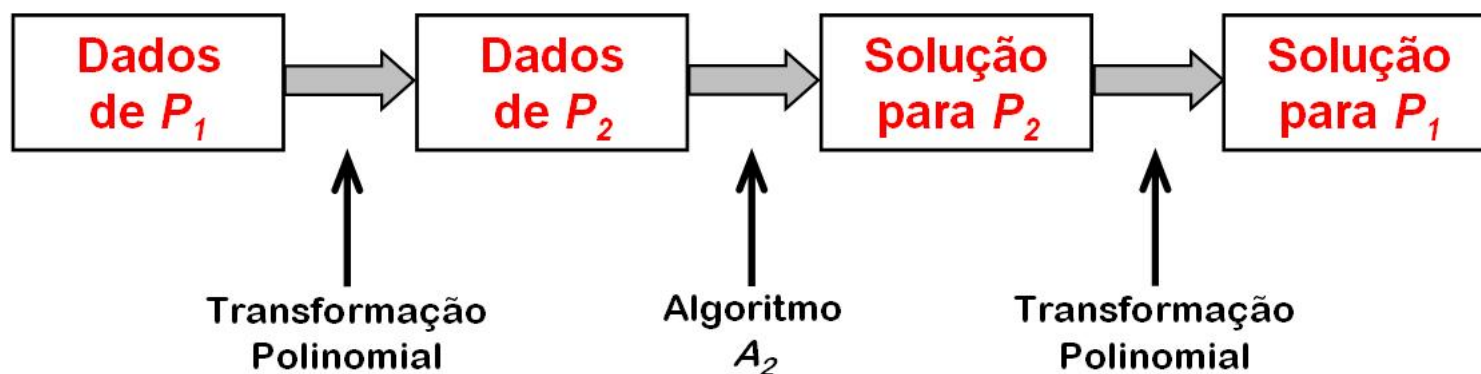 Dados
de P₁
Dados
de P₂
Solução
para P₂
Solução
para P₁
Transformação
Polinomial
Algoritmo
A₂
Transformação
Polinomial